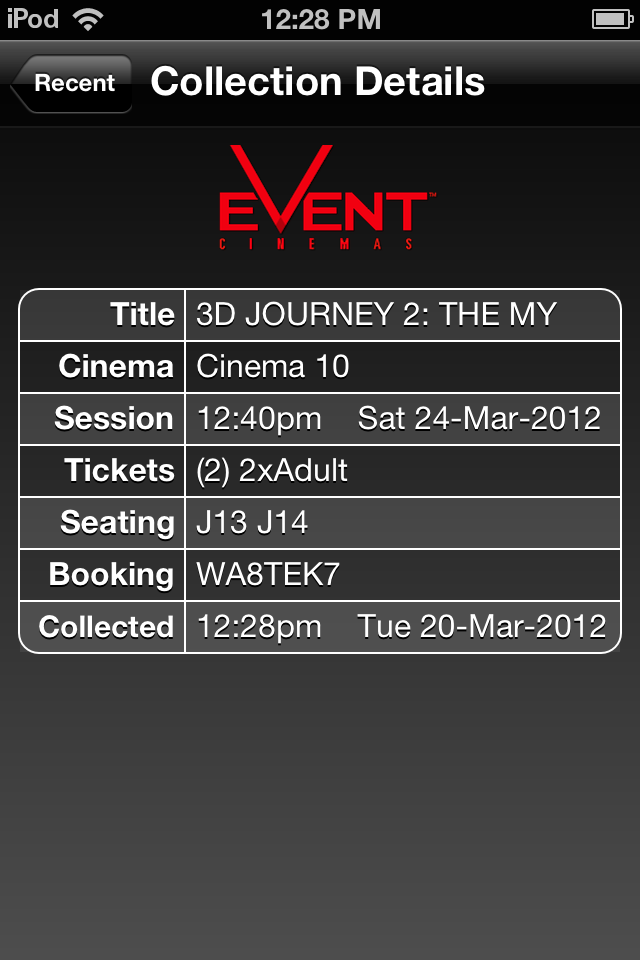 iPod 12:28 PM
Recent Collection Details
EVENT™
CINEMAS
Title 3D JOURNEY 2: THE MY
Cinema Cinema 10
Session 12:40pm Sat 24-Mar-2012
Tickets (2) 2xAdult
Seating J13 J14
Booking WA8TEK7
Collected 12:28pm Tue 20-Mar-2012